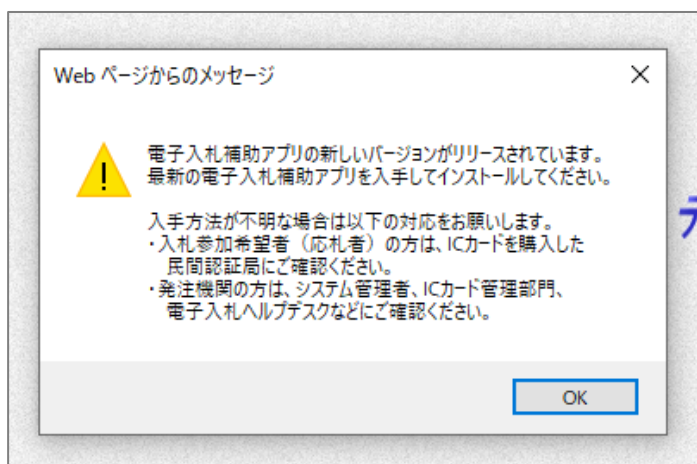 Web ページからのメッセージ
電子入札補助アプリの新しいバージョンがリリースされています。
最新の電子入札補助アプリを入手してインストールしてください。
入手方法が不明な場合は以下の対応をお願いします。
・入札参加希望者（応札者）の方は、ICカードを購入した
民間認証局にご確認ください。
・発注機関の方は、システム管理者、ICカード管理部門、
電子入札ヘルプデスクなどにご確認ください。
OK